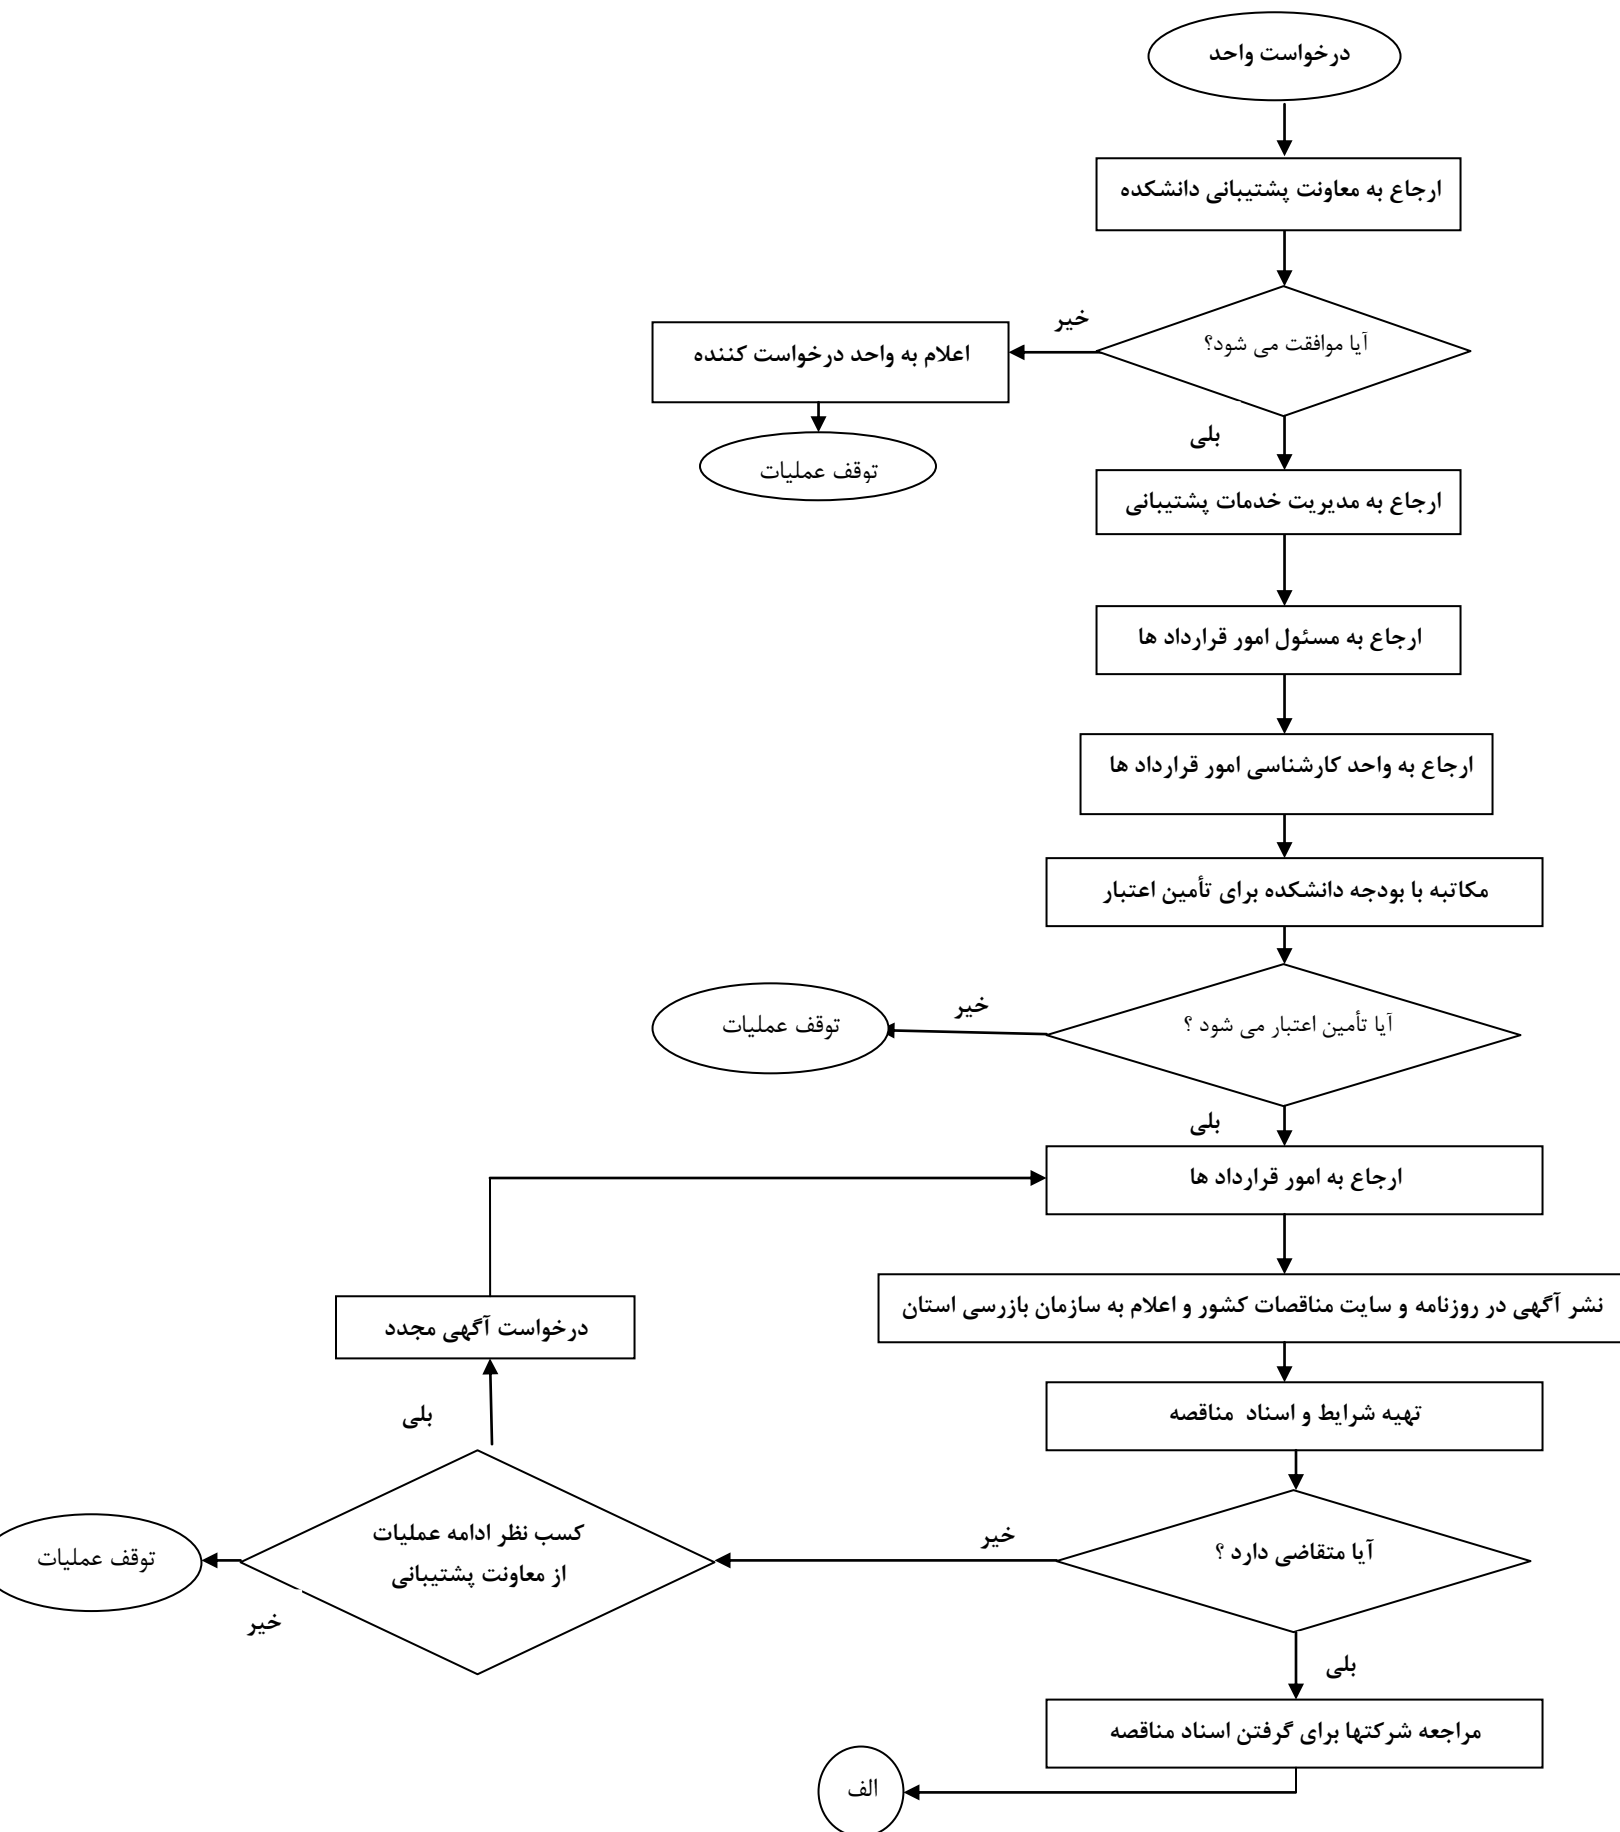 درخواست واحد
ارجاع به معاونت پشتیبانی دانشکده
آیا موافقت می شود؟
خیر
اعلام به واحد درخواست کننده
توقف عملیات
بلی
ارجاع به مدیریت خدمات پشتیبانی
ارجاع به مسئول امور قرارداد ها
ارجاع به واحد کارشناسی امور قرارداد ها
مکاتبه با بودجه دانشکده برای تأمین اعتبار
آیا تأمین اعتبار می شود ؟
خیر
توقف عملیات
بلی
ارجاع به امور قرارداد ها
نشر آگهی در روزنامه و سایت مناقصات کشور و اعلام به سازمان بازرسی استان
درخواست آگهی مجدد
تهیه شرایط و اسناد مناقصه
بلی
آیا متقاضی دارد ؟
خیر
کسب نظر ادامه عملیات
از معاونت پشتیبانی
توقف عملیات
خیر
بلی
مراجعه شرکتها برای گرفتن اسناد مناقصه
الف